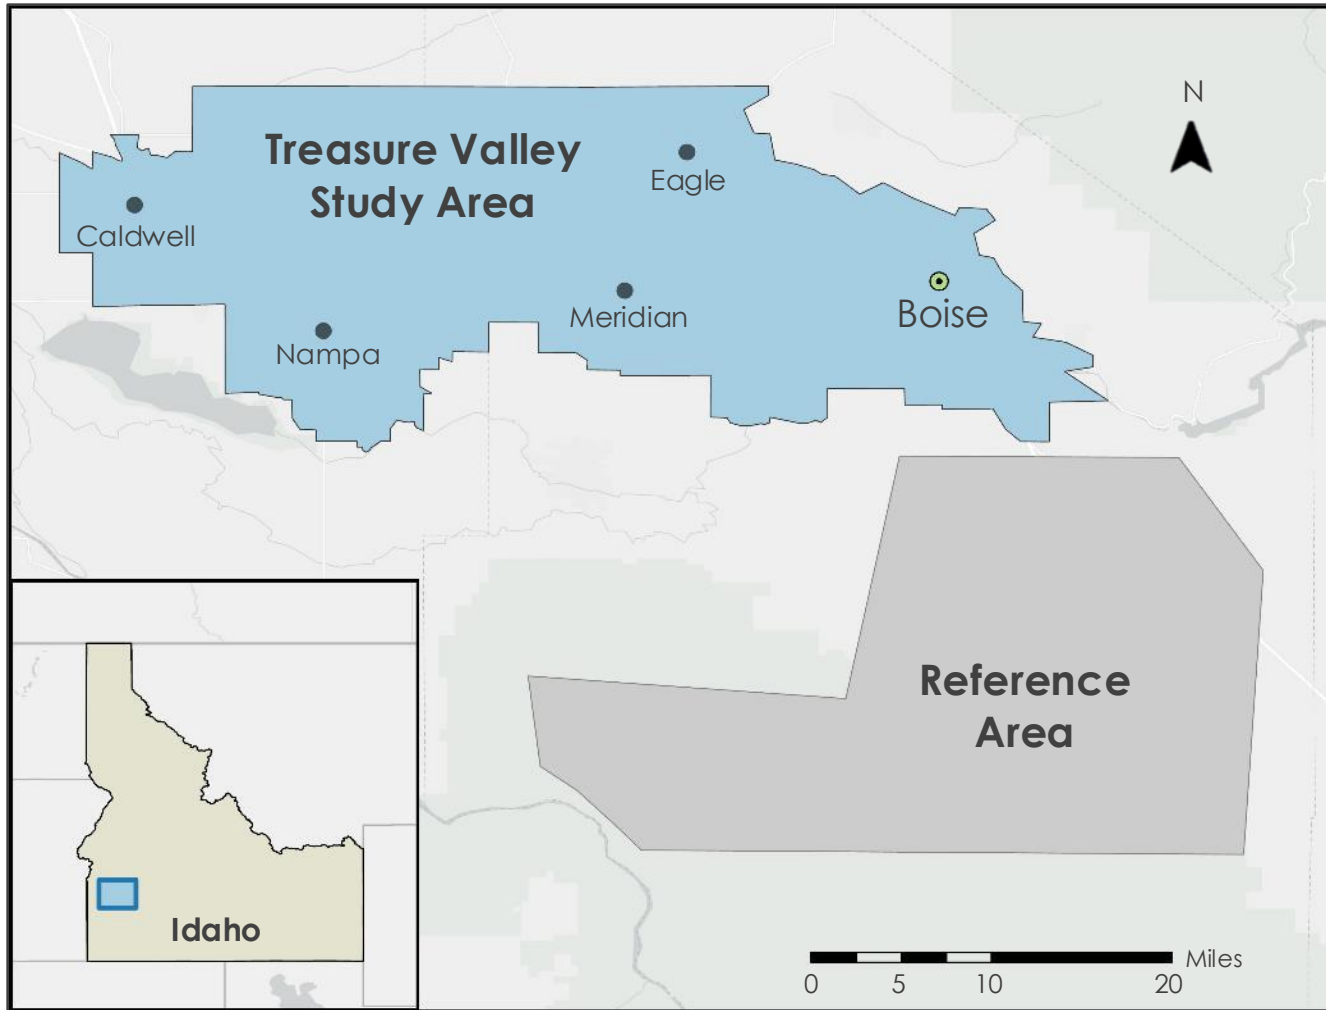 N
Treasure Valley
Study Area
Eagle
Caldwell
Boise
Meridian
Nampa
Reference
Area
Idaho
Miles
0 5 10 20